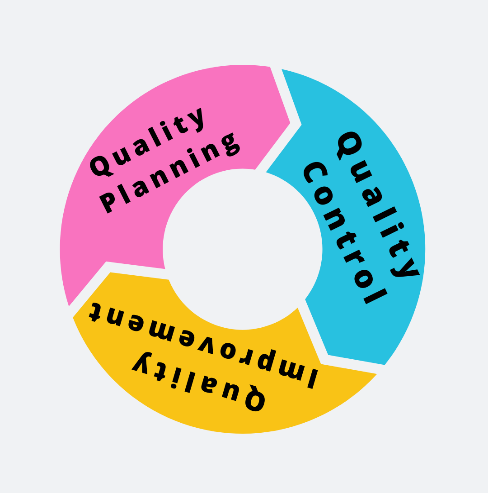 Quality
Planning
Quality
Control
Quality
Improvement